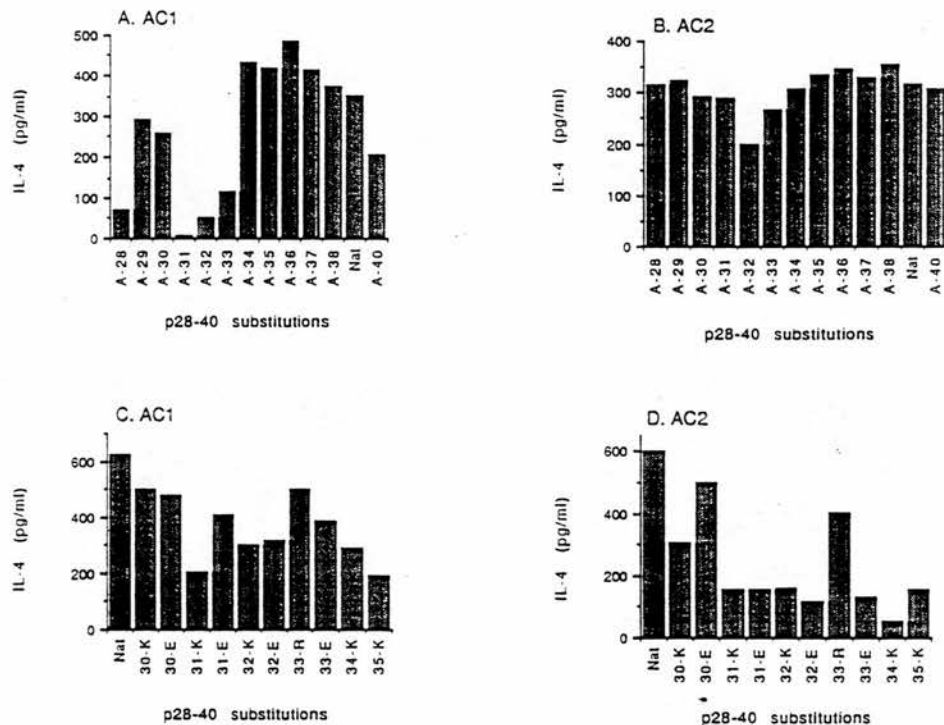 A. AC1
600
500
400
300
200
100
0
IL-4 (pg/ml)
A-28
A-29
A-30
A-31
A-32
A-33
A-34
A-35
A-36
A-37
A-38
Nat
A-40
p28-40 substitutions
B. AC2
400
300
200
100
0
IL-4 (pg/ml)
A-28
A-29
A-30
A-31
A-32
A-33
A-34
A-35
A-36
A-37
A-38
Nat
A-40
p28-40 substitutions
C. AC1
600
400
200
0
IL-4 (pg/ml)
Nat
30-K
30-E
31-K
31-E
32-K
32-E
33-R
33-E
34-K
35-K
p28-40 substitutions
D. AC2
600
400
200
0
IL-4 (pg/ml)
Nat
30-K
30-E
31-K
31-E
32-K
32-E
33-R
33-E
34-K
35-K
p28-40 substitutions